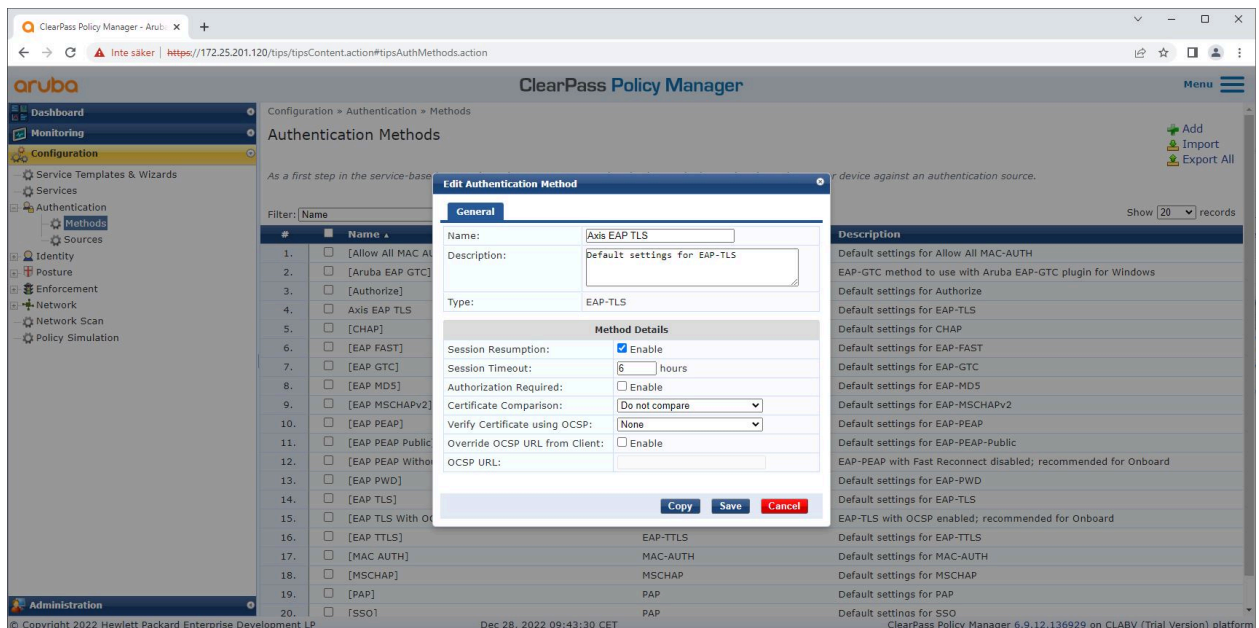 ClearPass Policy Manager - Arub
Inte säker | https://172.25.201.120/tips/tipsContent.action#tipsAuthMethods.action
aruba
ClearPass Policy Manager
Menu
Dashboard
Monitoring
Configuration
Service Templates & Wizards
Services
Authentication
Methods
Sources
Identity
Posture
Enforcement
Network
Network Scan
Policy Simulation
Administration
Configuration » Authentication » Methods
Authentication Methods
Add
Import
Export All
As a first step in the service-base
r device against an authentication source.
Filter: Name
Show 20 records
# Name Description
1. [Allow All MAC AU Default settings for Allow All MAC-AUTH
2. [Aruba EAP GTC] EAP-GTC method to use with Aruba EAP-GTC plugin for Windows
3. [Authorize] Default settings for Authorize
4. Axis EAP TLS Default settings for EAP-TLS
5. [CHAP] Default settings for CHAP
6. [EAP FAST] Default settings for EAP-FAST
7. [EAP GTC] Default settings for EAP-GTC
8. [EAP MD5] Default settings for EAP-MD5
9. [EAP MSCHAPv2] Default settings for EAP-MSCHAPv2
10. [EAP PEAP] Default settings for EAP-PEAP
11. [EAP PEAP Public Default settings for EAP-PEAP-Public
12. [EAP PEAP Witho EAP-PEAP with Fast Reconnect disabled; recommended for Onboard
13. [EAP PWD] Default settings for EAP-PWD
14. [EAP TLS] Default settings for EAP-TLS
15. [EAP TLS With OC EAP-TLS with OCSP enabled; recommended for Onboard
16. [EAP TTLS] EAP-TTLS Default settings for EAP-TTLS
17. [MAC AUTH] MAC-AUTH Default settings for MAC-AUTH
18. [MSCHAP] MSCHAP Default settings for MSCHAP
19. [PAP] PAP Default settings for PAP
20. [SSO] PAP Default settings for SSO
Edit Authentication Method
General
Name: Axis EAP TLS
Description: Default settings for EAP-TLS
Type: EAP-TLS
Method Details
Session Resumption: Enable
Session Timeout: 6 hours
Authorization Required: Enable
Certificate Comparison: Do not compare
Verify Certificate using OCSP: None
Override OCSP URL from Client: Enable
OCSP URL:
Copy Save Cancel
© Copyright 2022 Hewlett Packard Enterprise Development LP Dec 28, 2022 09:43:30 CET ClearPass Policy Manager 6.9.12.136929 on CLABV (Trial Version) platform